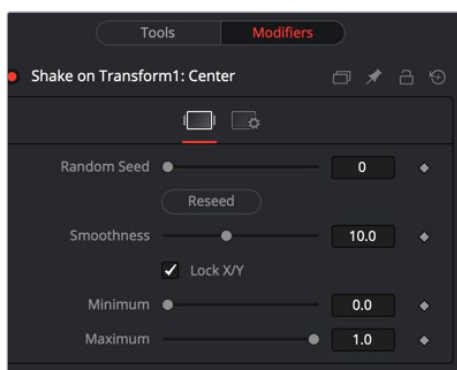 Tools Modifiers
Shake on Transform1: Center
Random Seed 0
Reseed
Smoothness 10.0
Lock X/Y
Minimum 0.0
Maximum 1.0